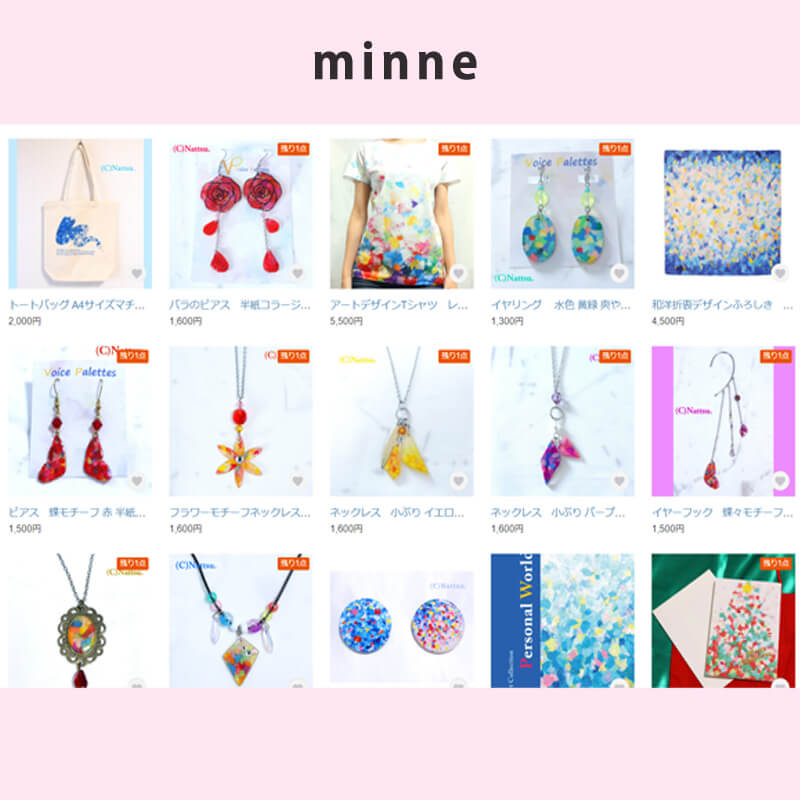 minne
(C)Nattsu.
トートバッグ A4サイズマチ...
2,000円
(C)Nattsu.
残り1点
バラのピアス 半紙コラージ...
1,600円
残り1点
アートデザインTシャツ レ...
5,500円
残り1点
Voice Palettes
(C)Nattsu.
イヤリング 水色 黄緑 爽や...
1,300円
和洋折衷デザインふろしき ...
4,500円
(C)
残り1点
Voice Palettes
ピアス 蝶モチーフ 赤 半紙...
1,500円
(C)
残り1点
フラワーモチーフネックレス...
1,600円
(C)Nattsu.
残り1点
ネックレス 小ぶり イエロ...
1,600円
(C)
残り1点
ネックレス 小ぶり パープ...
1,600円
残り1点
(C)Nattsu.
イヤーフック 蝶々モチーフ...
1,500円
残り1点
(C)Nattsu.
(C)Nattsu.
残り1点
(C)Nattsu.
Personal World
Collection
残り1点